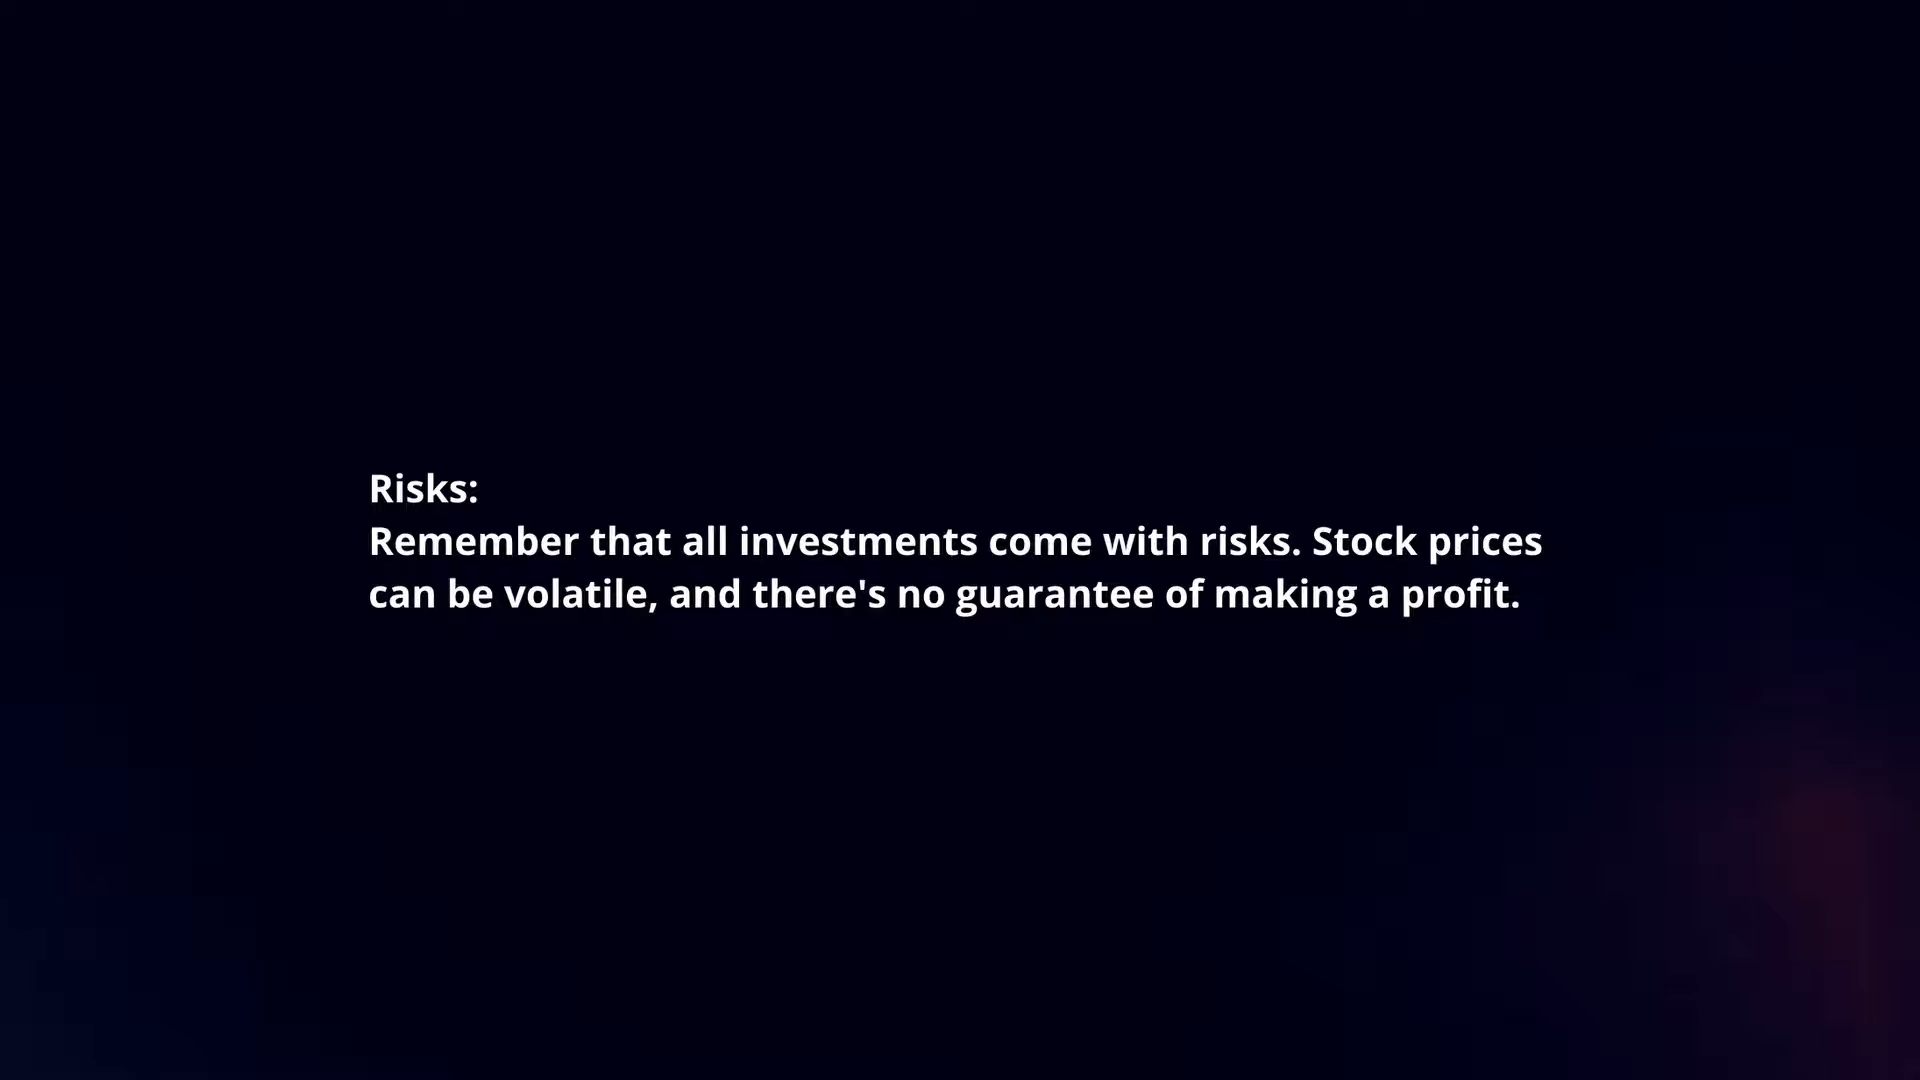 Risks:
Remember that all investments come with risks. Stock prices
can be volatile, and there's no guarantee of making a profit.